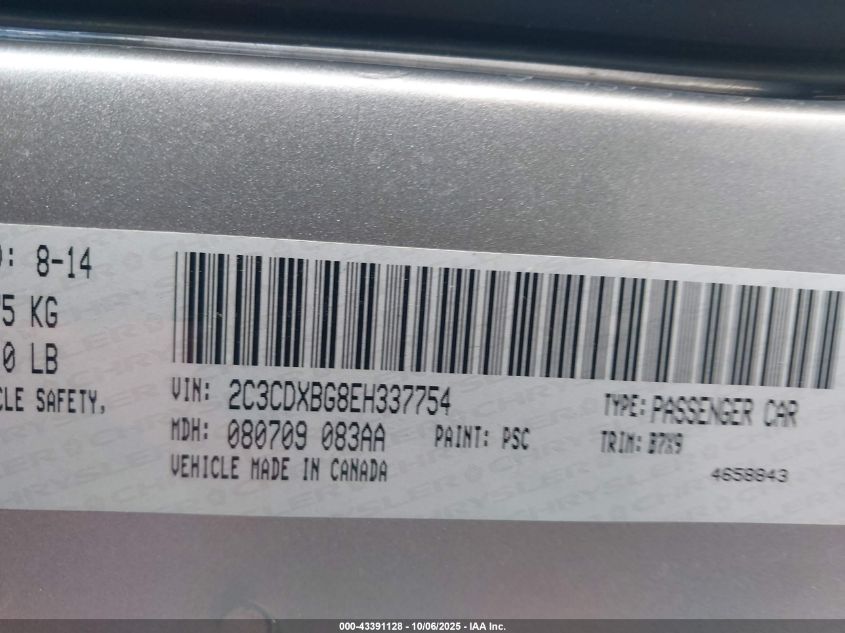 ): 8-14
5 KG
0 LB
CLE SAFETY,
VIN: 2C3CDXBG8EH337754
TYPE: PASSENGER CAR
MDH: 080709 083AA
PAINT: PSC
TRIM: B7X9
VEHICLE MADE IN CANADA
4658843
000-43391128 - 10/06/2025 - IAA Inc.